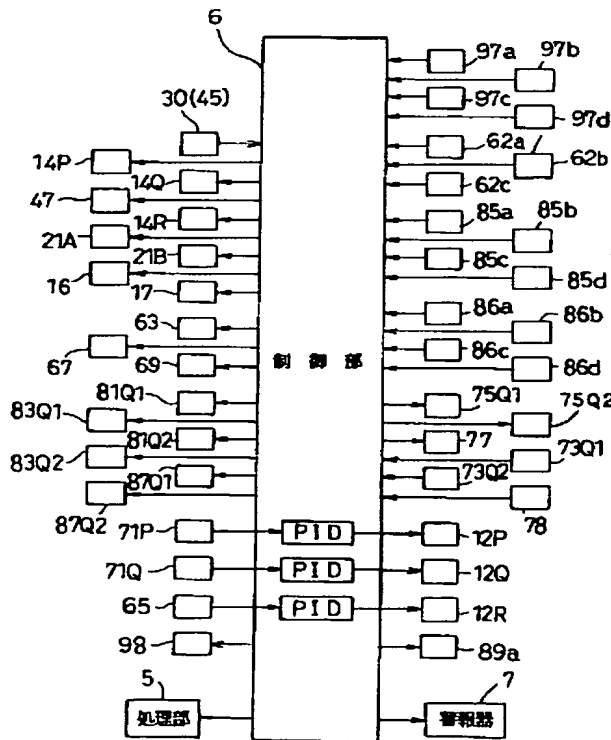 6
97a
97b
97c
97d
30(45)
62a
62b
14P
14Q
62c
47
14R
85a
85b
21A
21B
85c
85d
16
17
86a
86b
63
67
69
制御部
86c
86d
81Q1
75Q1
75Q2
83Q1
81Q2
77
73Q1
83Q2
87Q1
73Q2
87Q2
78
71P
PID
12P
71Q
PID
12Q
65
PID
12R
98
89a
5
7
処理部
警報器